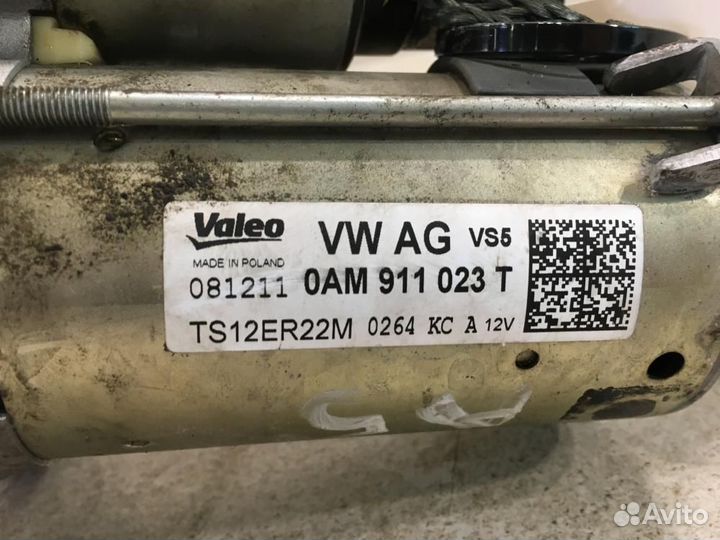 Valeo VW AG VS5
MADE IN POLAND
081211 0AM 911 023 T
TS12ER22M 0264 KC A 12V
Avito